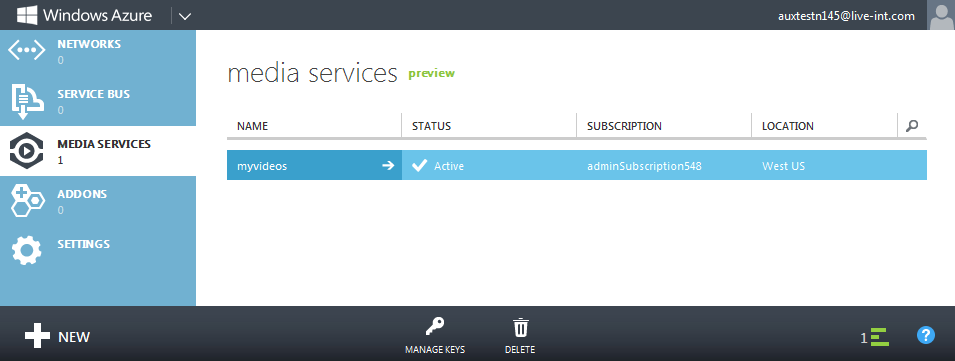 Windows Azure
auxtestn145@live-int.com
NETWORKS
0
SERVICE BUS
0
MEDIA SERVICES
1
ADDONS
0
SETTINGS
media services preview
NAME STATUS SUBSCRIPTION LOCATION
myvideos Active adminSubscription548 West US
NEW
MANAGE KEYS
DELETE
1
?